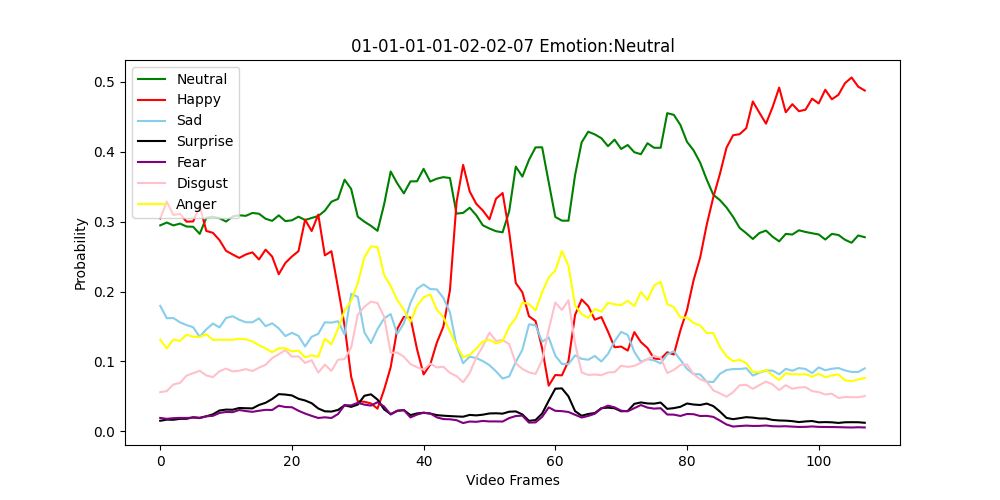 01-01-01-01-02-02-07 Emotion:Neutral
Neutral
Happy
Sad
Surprise
Fear
Disgust
Anger
Probability
0.5
0.4
0.3
0.2
0.1
0.0
0 20 40 60 80 100
Video Frames